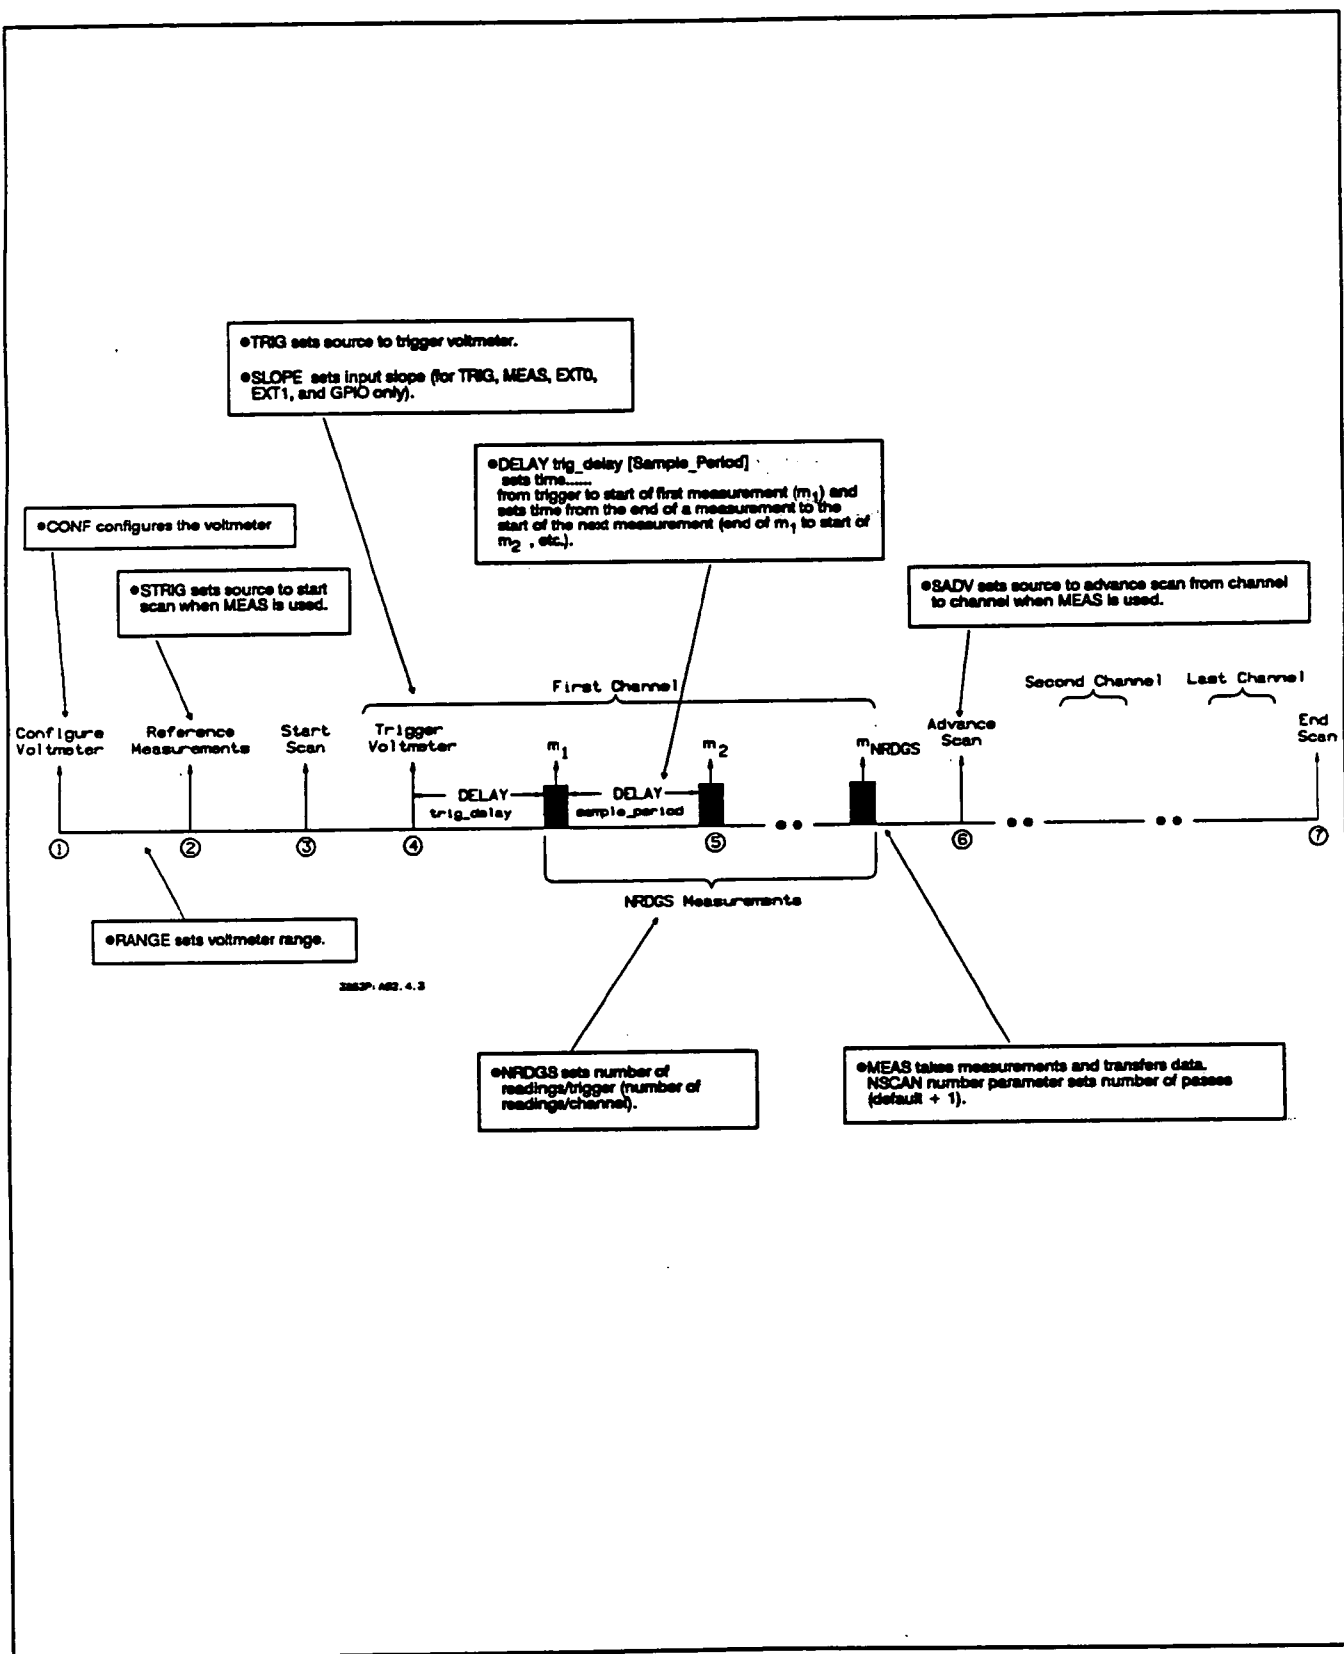 ●TRIG sets source to trigger voltmeter.
●SLOPE sets input slope (for TRIG, MEAS, EXT0,
EXT1, and GPIO only).
●DELAY trig_delay [Sample_Period]
sets time......
from trigger to start of first measurement (m1) and
sets time from the end of a measurement to the
start of the next measurement (end of m1 to start of
m2 , etc.).
●CONF configures the voltmeter
●STRIG sets source to start
scan when MEAS is used.
●SADV sets source to advance scan from channel
to channel when MEAS is used.
First Channel
Second Channel
Last Channel
Configure
Voltmeter
Reference
Measurements
Start
Scan
Trigger
Voltmeter
m1
m2
mNRDGS
Advance
Scan
End
Scan
DELAY
trig_delay
DELAY
sample_period
1 2 3 4 5 6 7
NRDGS Measurements
●RANGE sets voltmeter range.
●NRDGS sets number of
readings/trigger (number of
readings/channel).
●MEAS takes measurements and transfers data.
NSCAN number parameter sets number of passes
(default + 1).